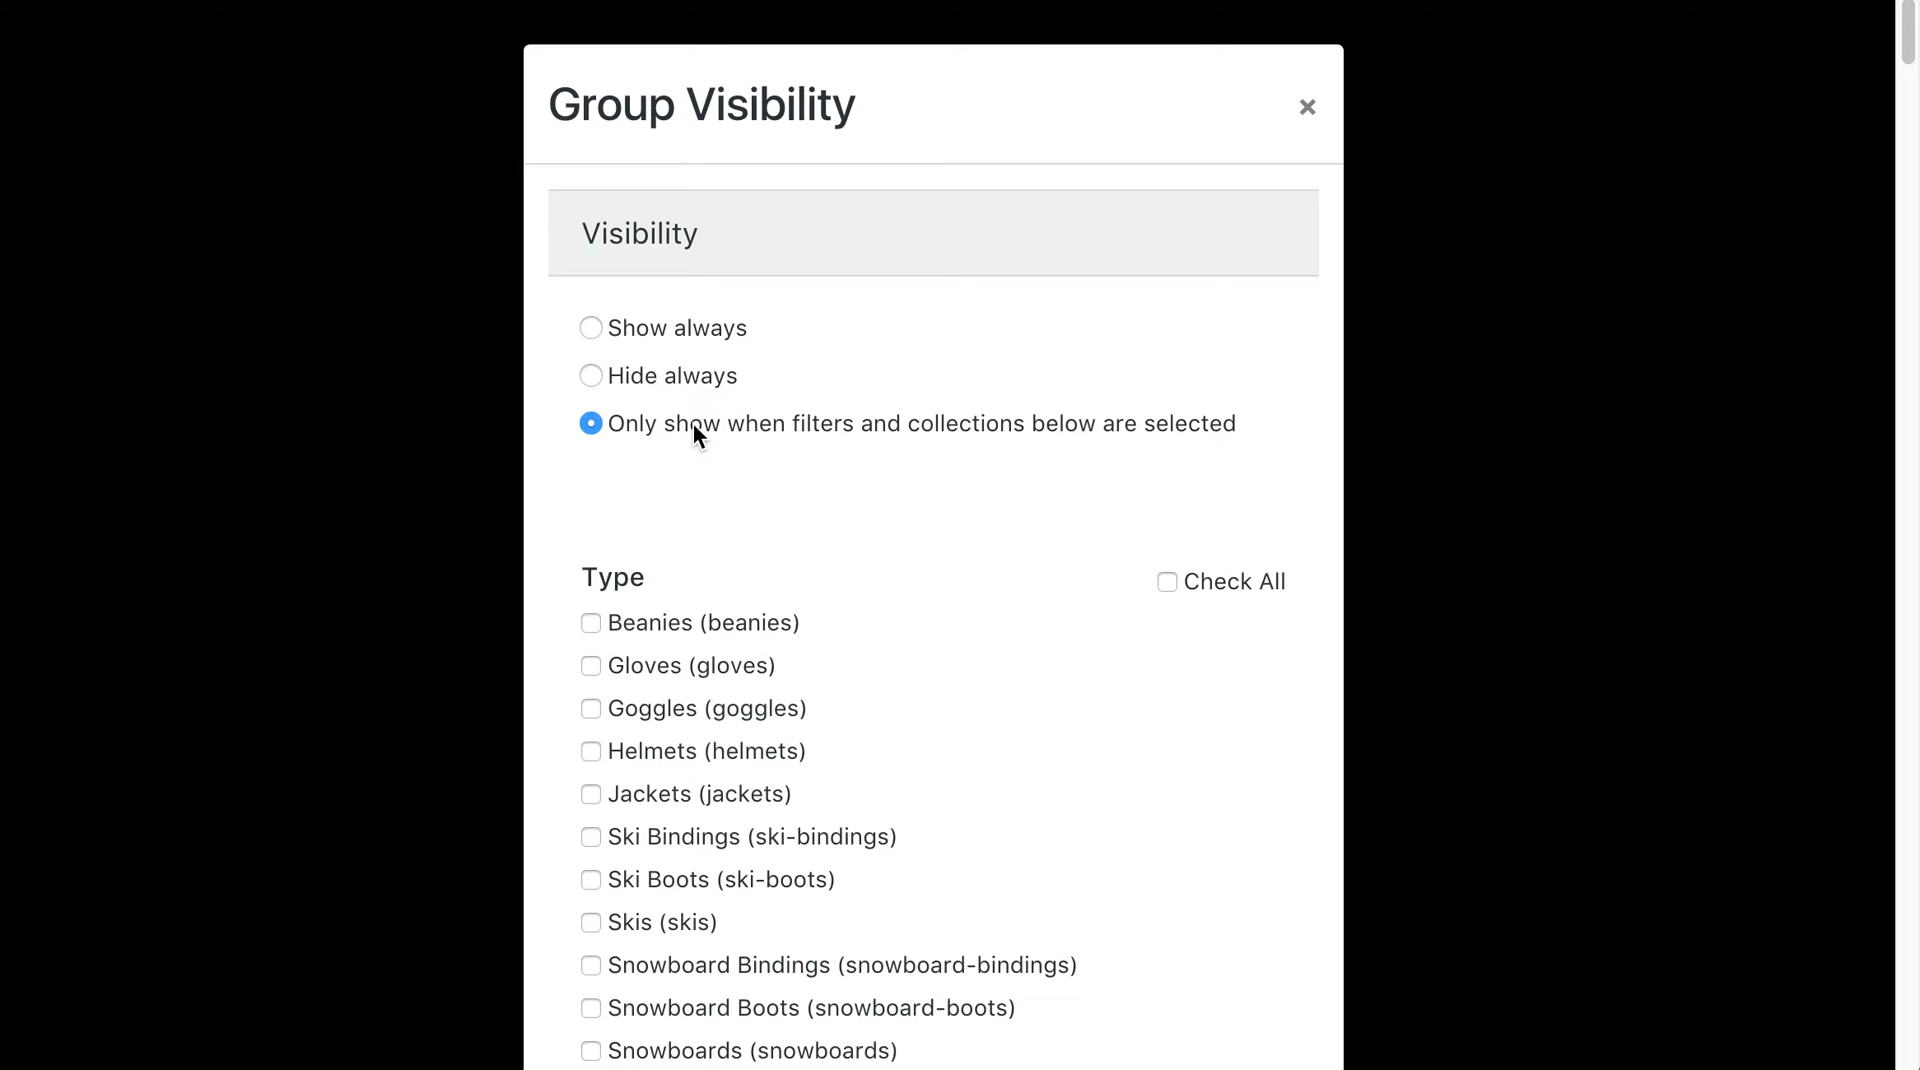 Group Visibility
×
Visibility
Show always
Hide always
Only show when filters and collections below are selected
Type
Check All
Beanies (beanies)
Gloves (gloves)
Goggles (goggles)
Helmets (helmets)
Jackets (jackets)
Ski Bindings (ski-bindings)
Ski Boots (ski-boots)
Skis (skis)
Snowboard Bindings (snowboard-bindings)
Snowboard Boots (snowboard-boots)
Snowboards (snowboards)